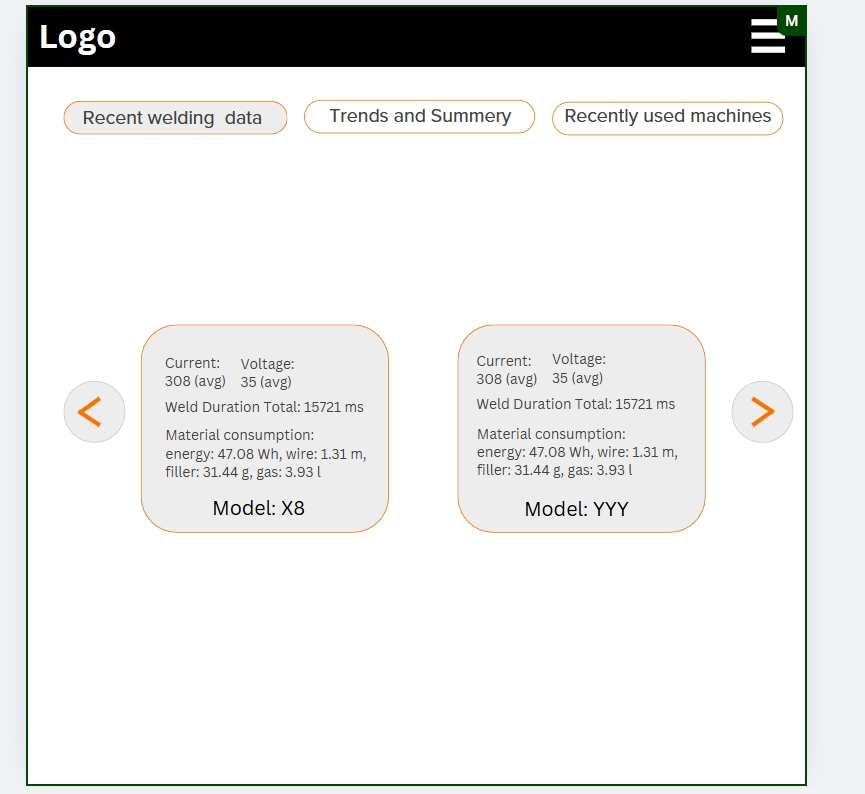 Logo
M
Recent welding  data
Trends and Summery
Recently used machines
Current:
308 (avg)
Voltage:
35 (avg)
Weld Duration Total: 15721 ms
Material consumption:
energy: 47.08 Wh, wire: 1.31 m,
filler: 31.44 g, gas: 3.93 l
Model: X8
Current:
308 (avg)
Voltage:
35 (avg)
Weld Duration Total: 15721 ms
Material consumption:
energy: 47.08 Wh, wire: 1.31 m,
filler: 31.44 g, gas: 3.93 l
Model: YYY